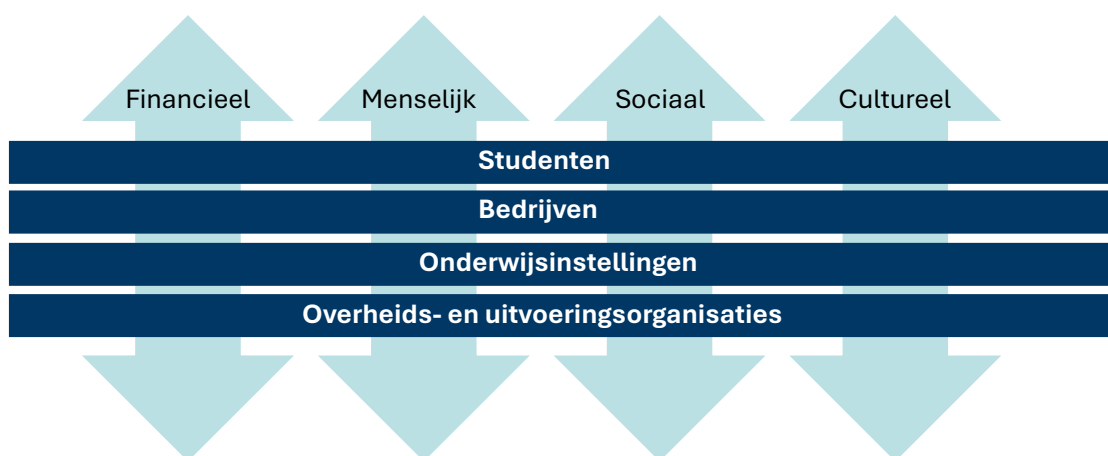 Financieel
Menselijk
Sociaal
Cultureel
Studenten
Bedrijven
Onderwijsinstellingen
Overheids- en uitvoeringsorganisaties